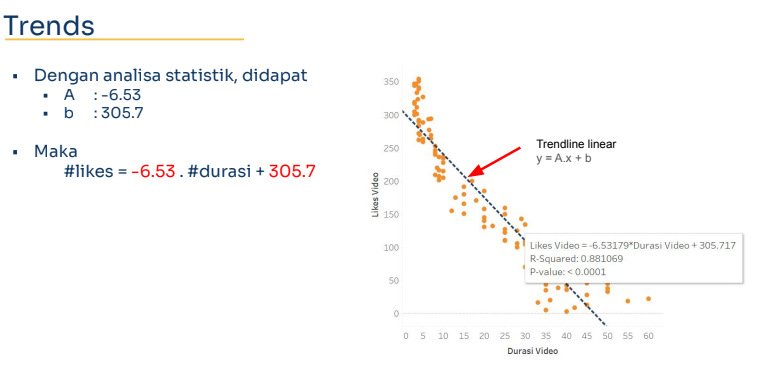 Trends
▪ Dengan analisa statistik, didapat
▪ A : -6.53
▪ b : 305.7
▪ Maka
#likes = -6.53 . #durasi + 305.7
Trendline linear
y = A.x + b
Likes Video
350
300
250
200
150
100
50
0
Likes Video = -6.53179*Durasi Video + 305.717
R-Squared: 0.881069
P-value: < 0.0001
0 5 10 15 20 25 30 35 40 45 50 55 60
Durasi Video